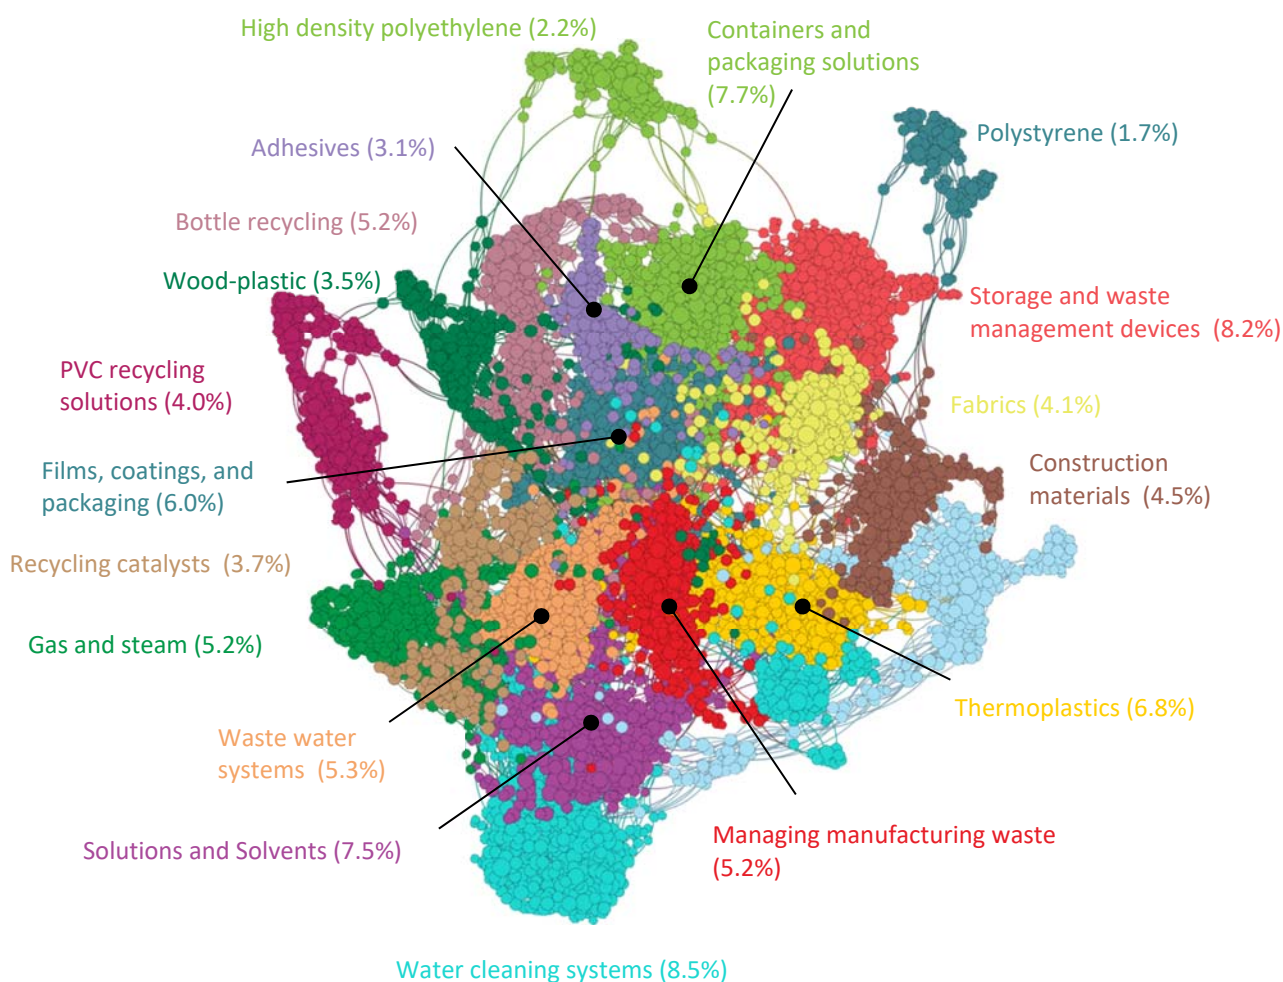 High density polyethylene (2.2%)
Containers and
packaging solutions
(7.7%)
Adhesives (3.1%)
Polystyrene (1.7%)
Bottle recycling (5.2%)
Wood-plastic (3.5%)
Storage and waste
management devices (8.2%)
PVC recycling
solutions (4.0%)
Fabrics (4.1%)
Films, coatings, and
packaging (6.0%)
Construction
materials (4.5%)
Recycling catalysts (3.7%)
Gas and steam (5.2%)
Thermoplastics (6.8%)
Waste water
systems (5.3%)
Managing manufacturing waste
(5.2%)
Solutions and Solvents (7.5%)
Water cleaning systems (8.5%)